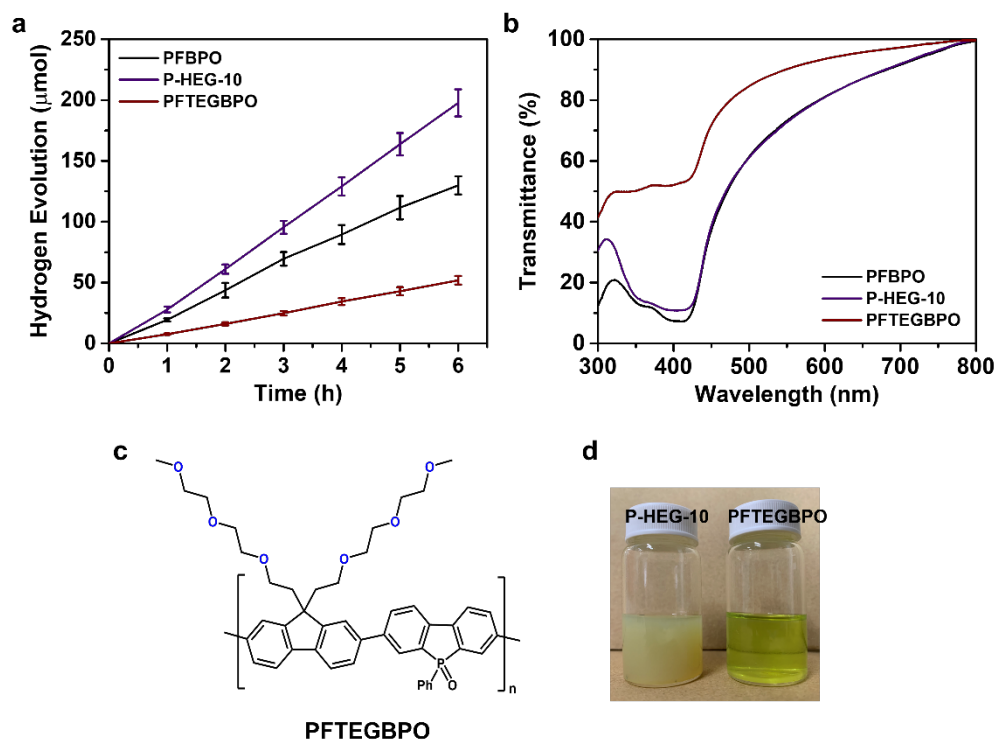 a
250
200
150
100
50
0
Hydrogen Evolution (μmol)
PFBPO
P-HEG-10
PFTEGBPO
0 1 2 3 4 5 6
Time (h)
b
100
80
60
40
20
0
Transmittance (%)
PFBPO
P-HEG-10
PFTEGBPO
300 400 500 600 700 800
Wavelength (nm)
c
O O
O O
O O
P
Ph O
n
PFTEGBPO
d
P-HEG-10 PFTEGBPO